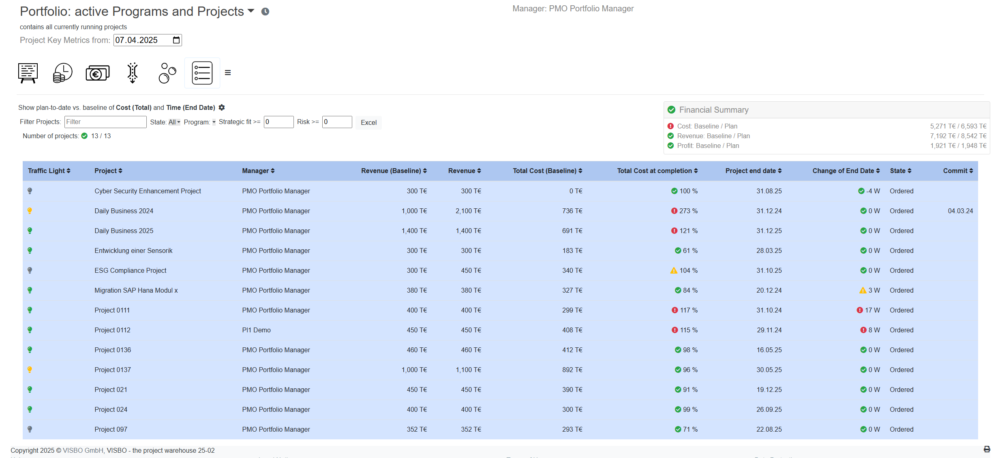 Portfolio: active Programs and Projects
Manager: PMO Portfolio Manager
contains all currently running projects
Project Key Metrics from: 07.04.2025
Show plan-to-date vs. baseline of Cost (Total) and Time (End Date)
Filter Projects: Filter State: All Program: Strategic fit >= 0 Risk >= 0 Excel
Number of projects: 13 / 13
Financial Summary
Cost: Baseline / Plan 5,271 T€ / 6,593 T€
Revenue: Baseline / Plan 7,192 T€ / 8,542 T€
Profit: Baseline / Plan 1,921 T€ / 1,948 T€
Traffic Light Project Manager Revenue (Baseline) Revenue Total Cost (Baseline) Total Cost at completion Project end date Change of End Date State Commit
Cyber Security Enhancement Project PMO Portfolio Manager 300 T€ 300 T€ 0 T€ 100 % 31.08.25 -4 W Ordered
Daily Business 2024 PMO Portfolio Manager 1,000 T€ 2,100 T€ 736 T€ 273 % 31.12.24 0 W Ordered 04.03.24
Daily Business 2025 PMO Portfolio Manager 1,400 T€ 1,400 T€ 691 T€ 121 % 31.12.25 0 W Ordered
Entwicklung einer Sensorik PMO Portfolio Manager 300 T€ 300 T€ 183 T€ 61 % 28.03.25 0 W Ordered
ESG Compliance Project PMO Portfolio Manager 300 T€ 450 T€ 340 T€ 104 % 31.10.25 0 W Ordered
Migration SAP Hana Modul x PMO Portfolio Manager 380 T€ 380 T€ 327 T€ 84 % 20.12.24 3 W Ordered
Project 0111 PMO Portfolio Manager 400 T€ 400 T€ 299 T€ 117 % 31.10.24 17 W Ordered
Project 0112 PI1 Demo 450 T€ 450 T€ 408 T€ 115 % 29.11.24 8 W Ordered
Project 0136 PMO Portfolio Manager 460 T€ 460 T€ 412 T€ 98 % 16.05.25 0 W Ordered
Project 0137 PMO Portfolio Manager 1,000 T€ 1,100 T€ 892 T€ 96 % 30.05.25 0 W Ordered
Project 021 PMO Portfolio Manager 450 T€ 450 T€ 390 T€ 91 % 19.12.25 0 W Ordered
Project 024 PMO Portfolio Manager 400 T€ 400 T€ 300 T€ 99 % 26.09.25 0 W Ordered
Project 097 PMO Portfolio Manager 352 T€ 352 T€ 293 T€ 71 % 22.08.25 0 W Ordered
Copyright 2025 © VISBO GmbH, VISBO - the project warehouse 25-02